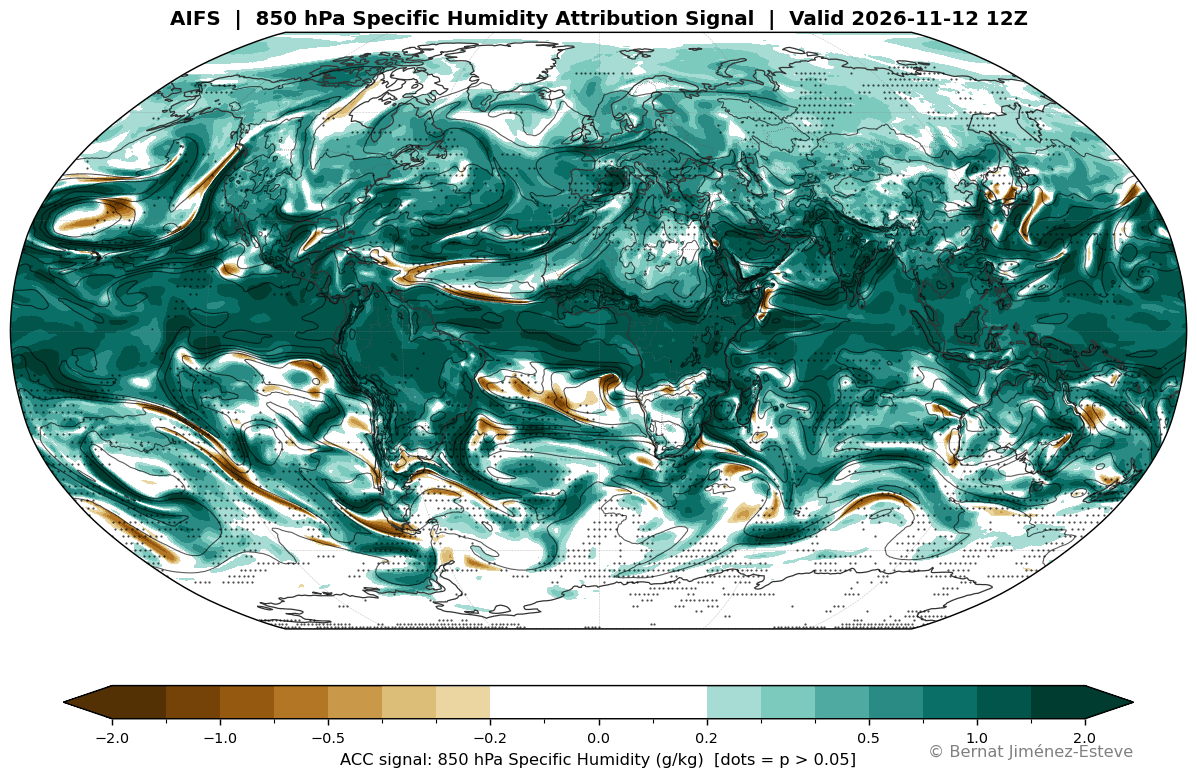 AIFS | 850 hPa Specific Humidity Attribution Signal | Valid 2026-11-12 12Z
−2.0 −1.0 −0.5 −0.2 0.0 0.2 0.5 1.0 2.0
ACC signal: 850 hPa Specific Humidity (g/kg) [dots = p > 0.05]
© Bernat Jiménez-Esteve